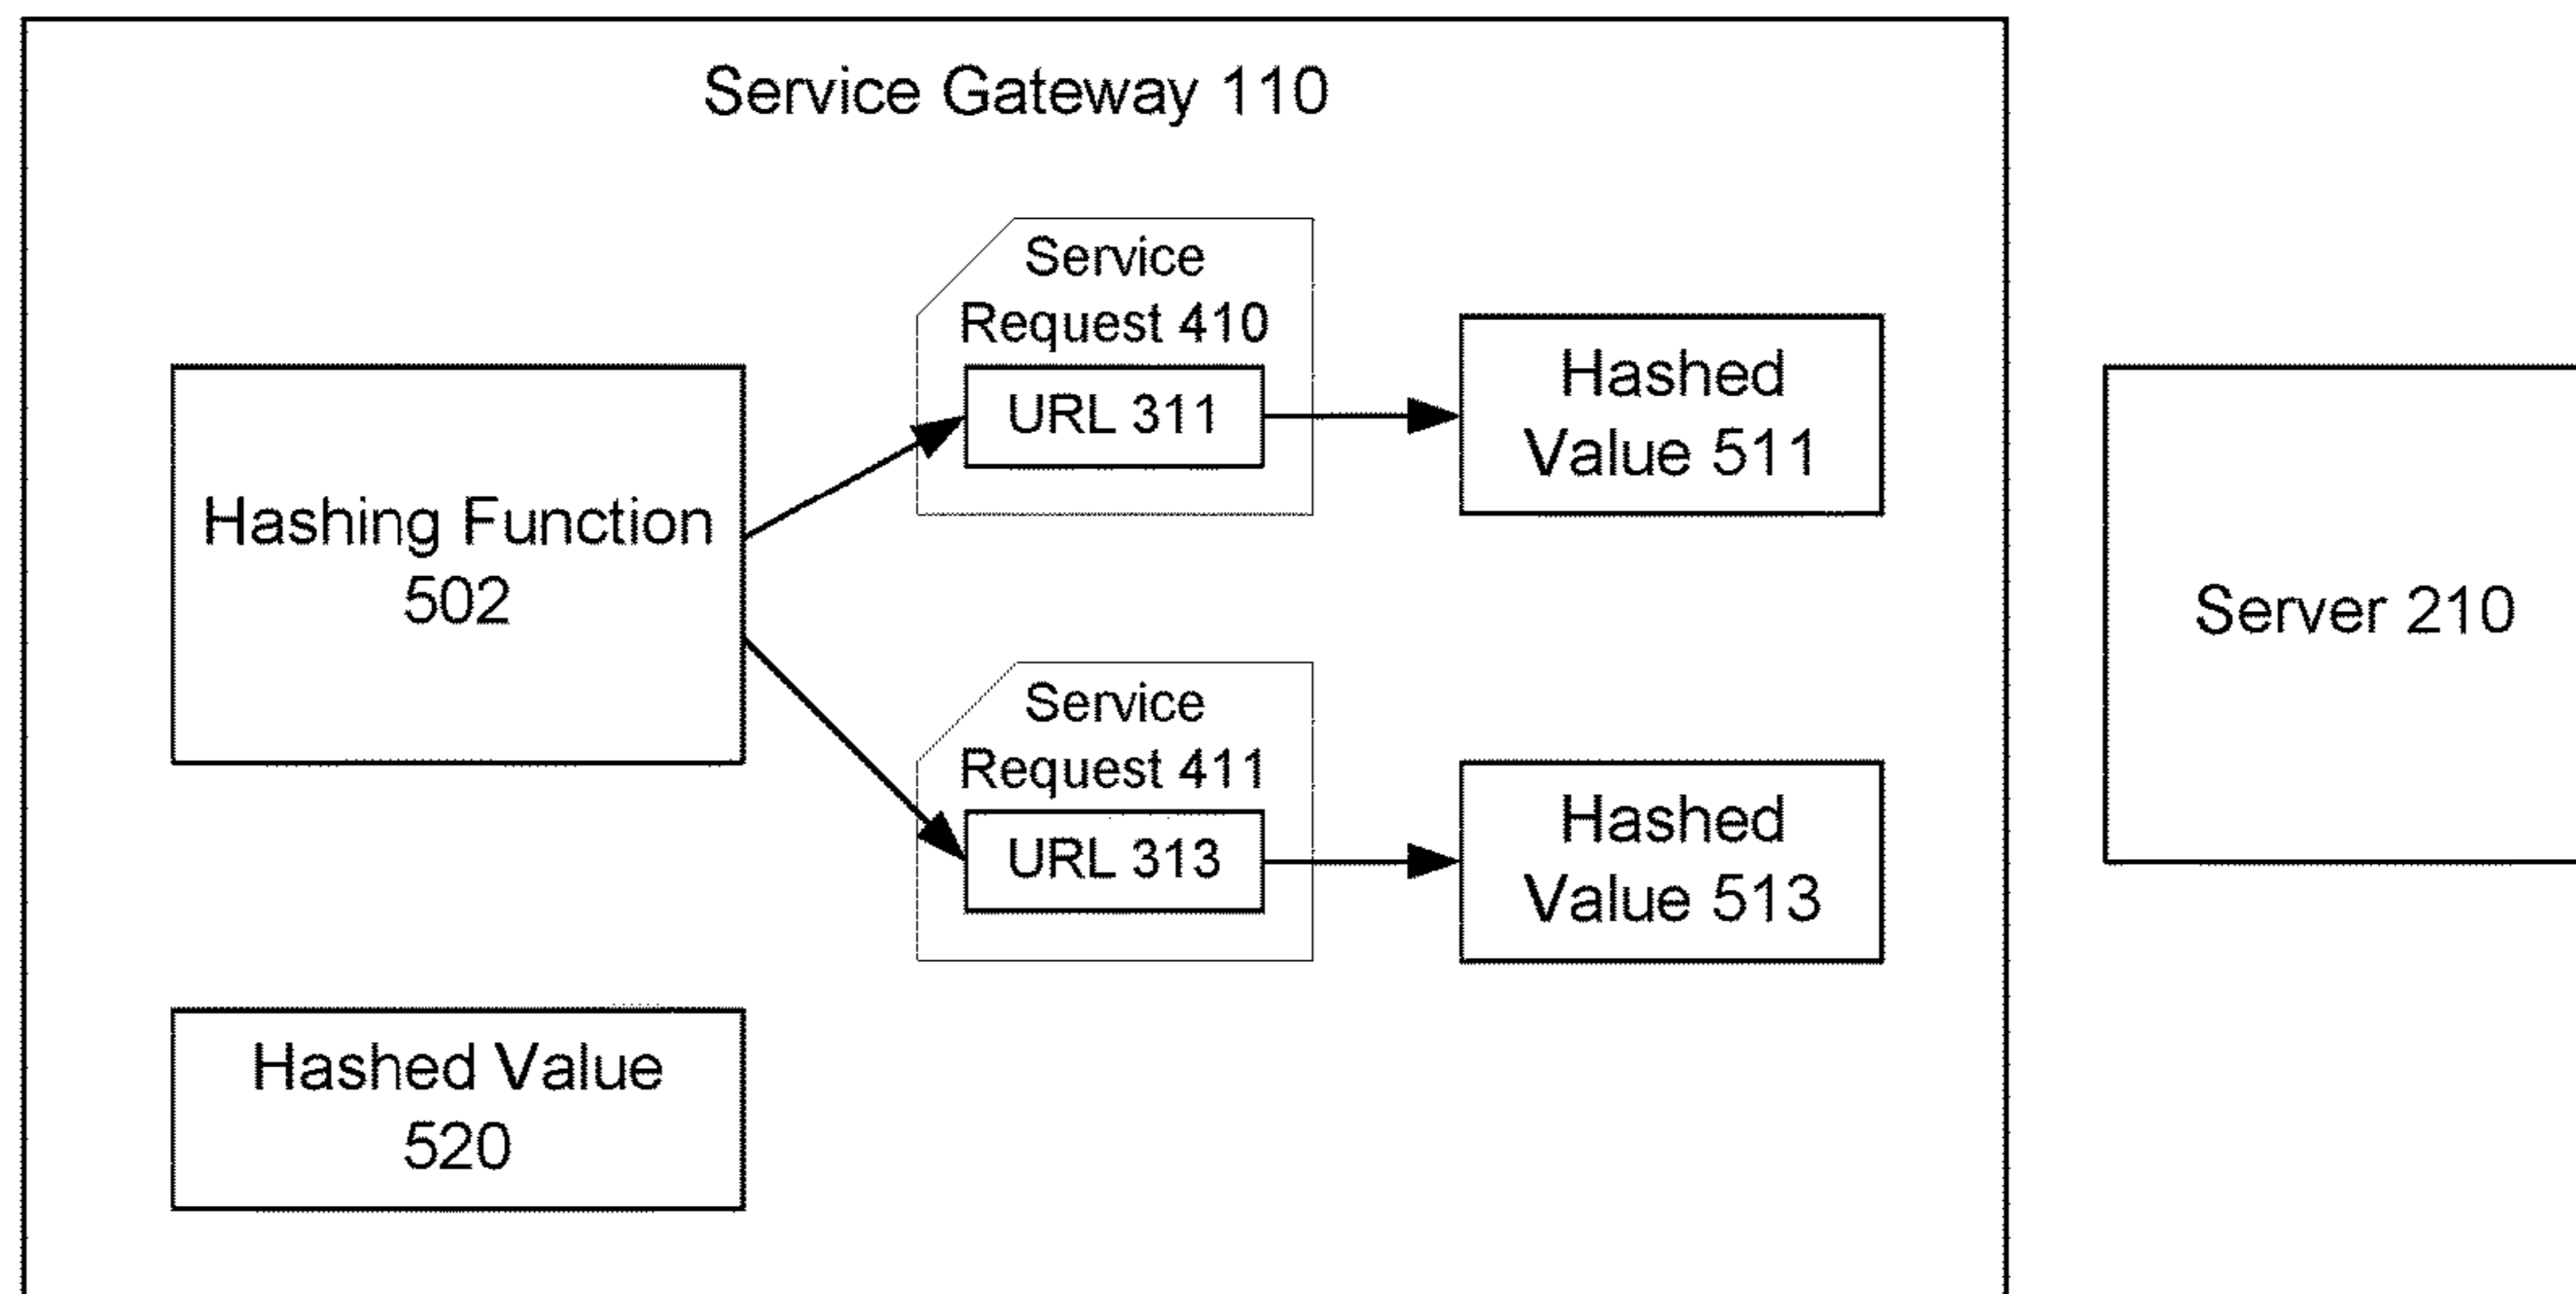 Service Gateway 110
Service
Request 410
URL 311
Hashed
Value 511
Hashing Function
502
Server 210
Service
Request 411
URL 313
Hashed
Value 513
Hashed Value
520